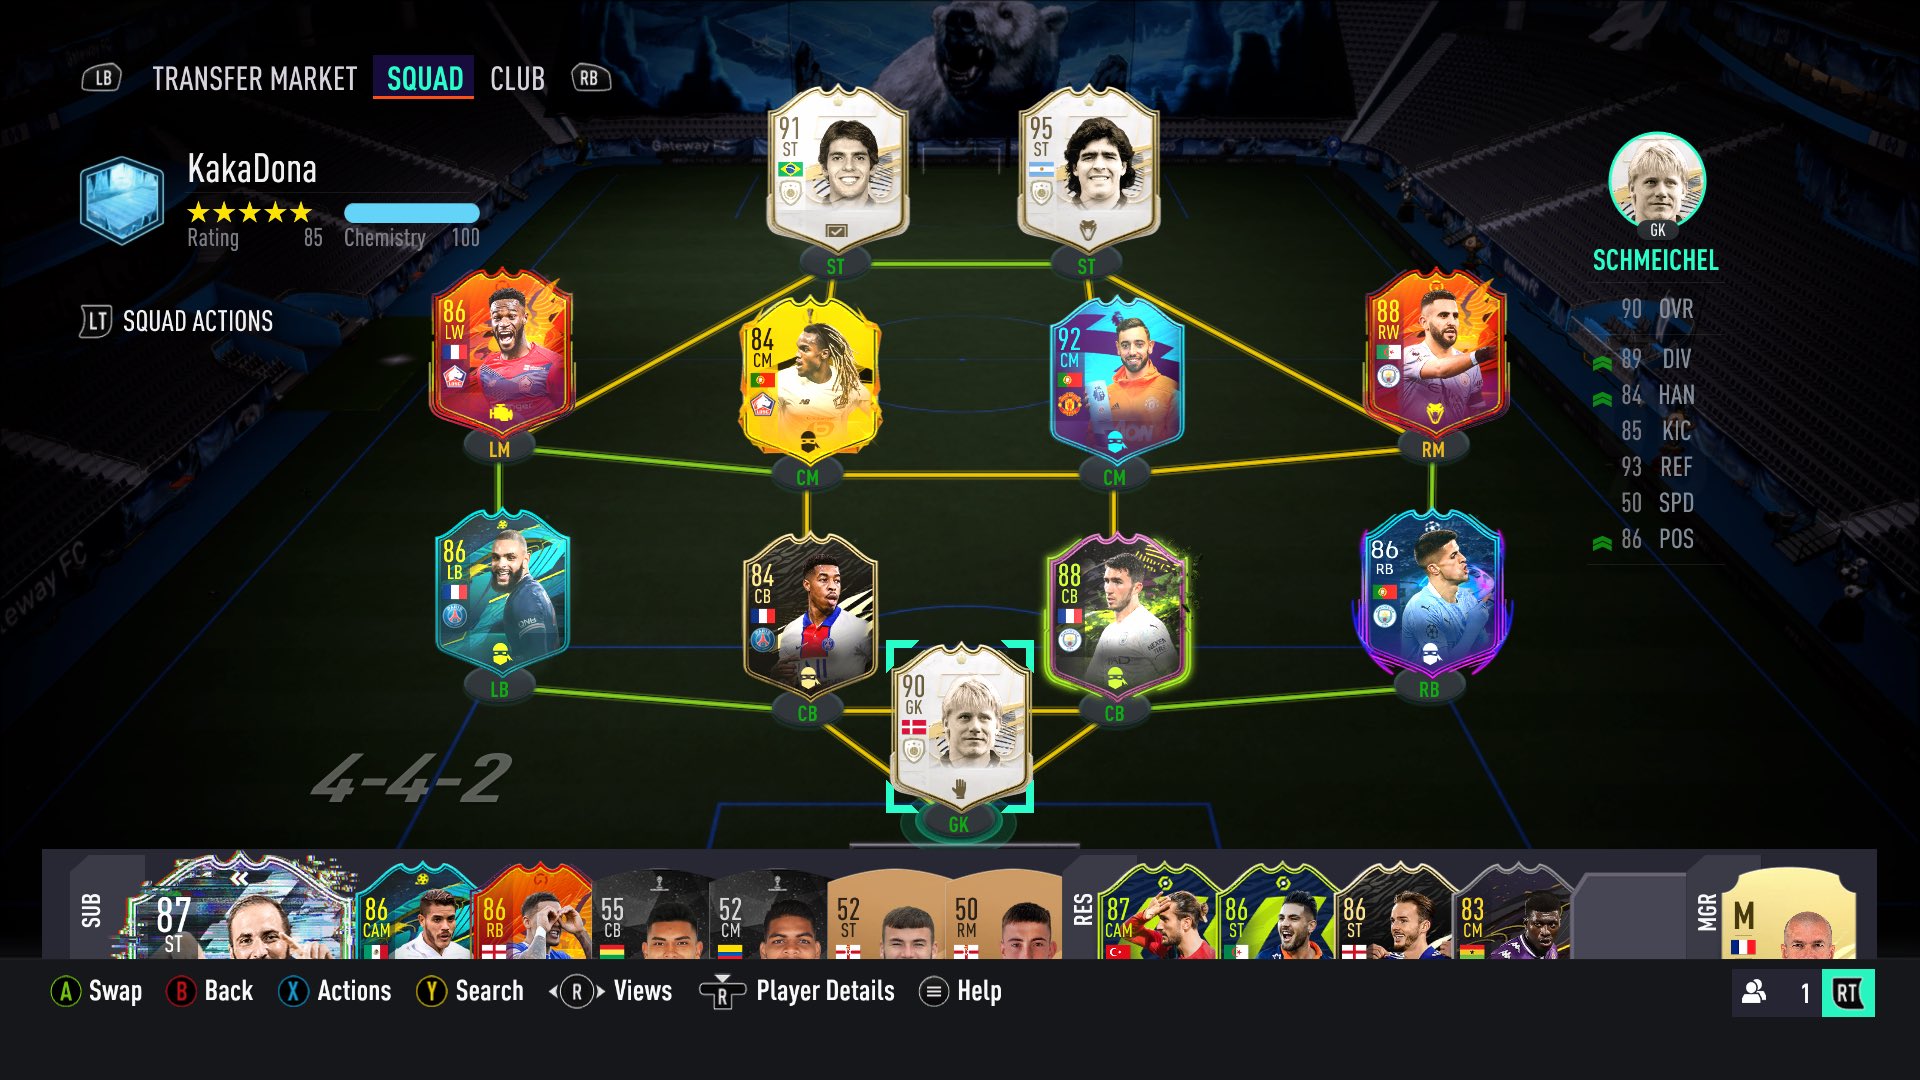 LB TRANSFER MARKET SQUAD CLUB RB
KakaDona
Rating 85 Chemistry 100
LT SQUAD ACTIONS
Gateway FC
91
ST
95
ST
ST
ST
86
LW
84
CM
92
CM
88
RW
LM
CM
CM
RM
86
LB
84
CB
88
CB
86
RB
LB
CB
CB
RB
90
GK
GK
4-4-2
GK
SCHMEICHEL
90 OVR
89 DIV
84 HAN
85 KIC
93 REF
50 SPD
86 POS
SUB
87
ST
86
CAM
86
RB
55
CB
52
CM
52
ST
50
RM
RES
87
CAM
86
ST
86
ST
83
CM
MGR
M
A Swap B Back X Actions Y Search R Views R Player Details Help
1 RT